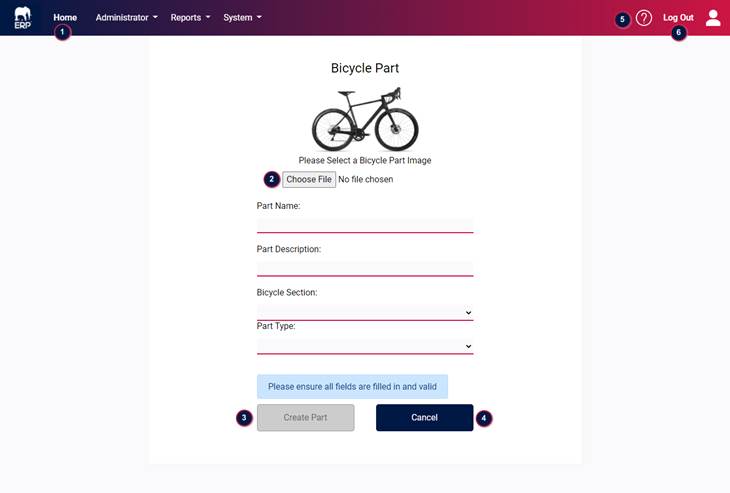 Home Administrator Reports System 5 ? Log Out
ERP
1 6
Bicycle Part
Please Select a Bicycle Part Image
2 Choose File No file chosen
Part Name:
Part Description:
Bicycle Section:
Part Type:
Please ensure all fields are filled in and valid
3 Create Part Cancel 4